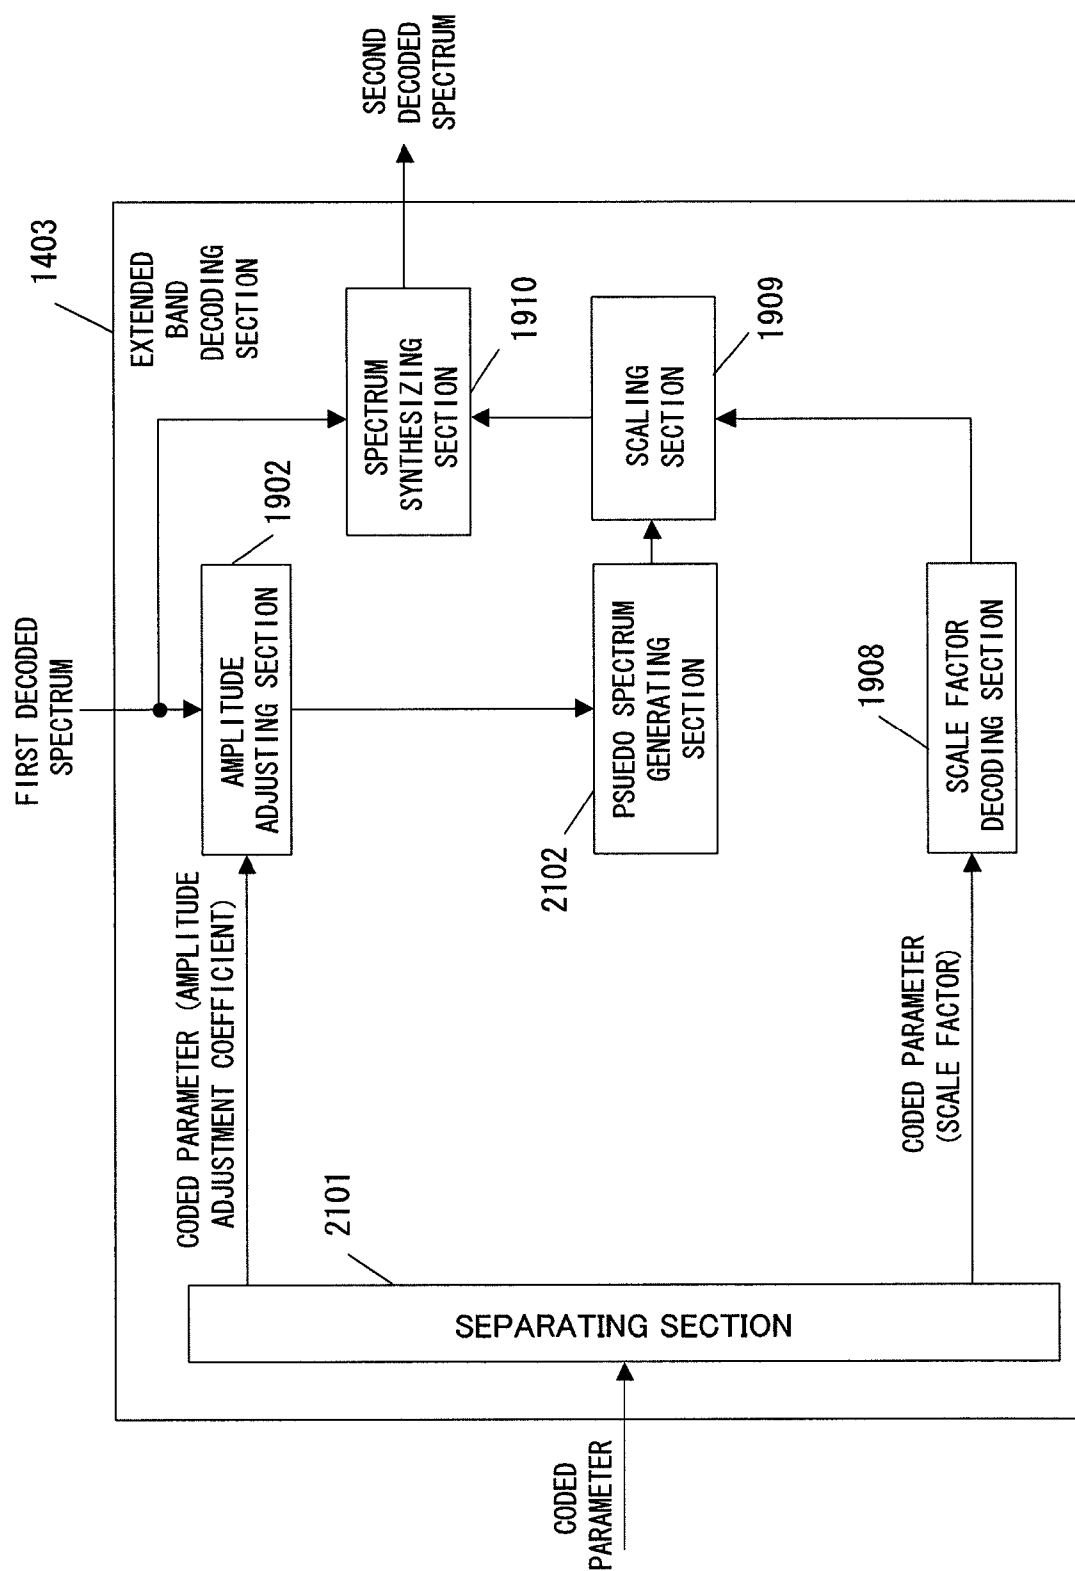 1403
EXTENDED
BAND
DECODING
SECTION
FIRST DECODED
SPECTRUM
SECOND
DECODED
SPECTRUM
CODED PARAMETER (AMPLITUDE
ADJUSTMENT COEFFICIENT)
AMPLITUDE
ADJUSTING SECTION
1902
SPECTRUM
SYNTHESIZING
SECTION
1910
2101
SEPARATING SECTION
CODED
PARAMETER
2102
PSUEDO SPECTRUM
GENERATING
SECTION
SCALING
SECTION
1909
CODED PARAMETER
(SCALE FACTOR)
1908
SCALE FACTOR
DECODING SECTION